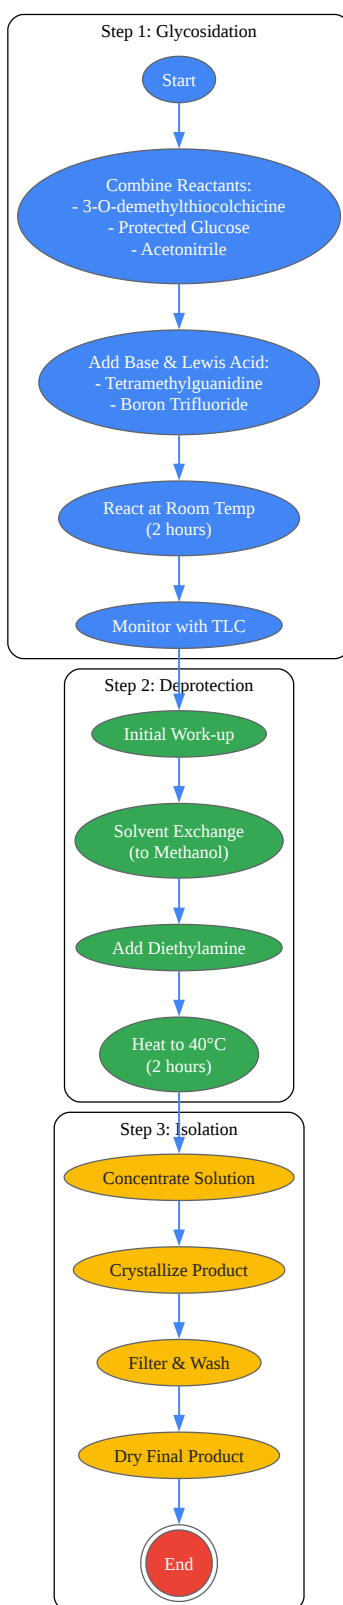 Step 1: Glycosidation
Start
Combine Reactants:
- 3-O-demethylthiocolchicine
- Protected Glucose
- Acetonitrile
Add Base & Lewis Acid:
- Tetramethylguanidine
- Boron Trifluoride
React at Room Temp
(2 hours)
Monitor with TLC
Step 2: Deprotection
Initial Work-up
Solvent Exchange
(to Methanol)
Add Diethylamine
Heat to 40°C
(2 hours)
Step 3: Isolation
Concentrate Solution
Crystallize Product
Filter & Wash
Dry Final Product
End